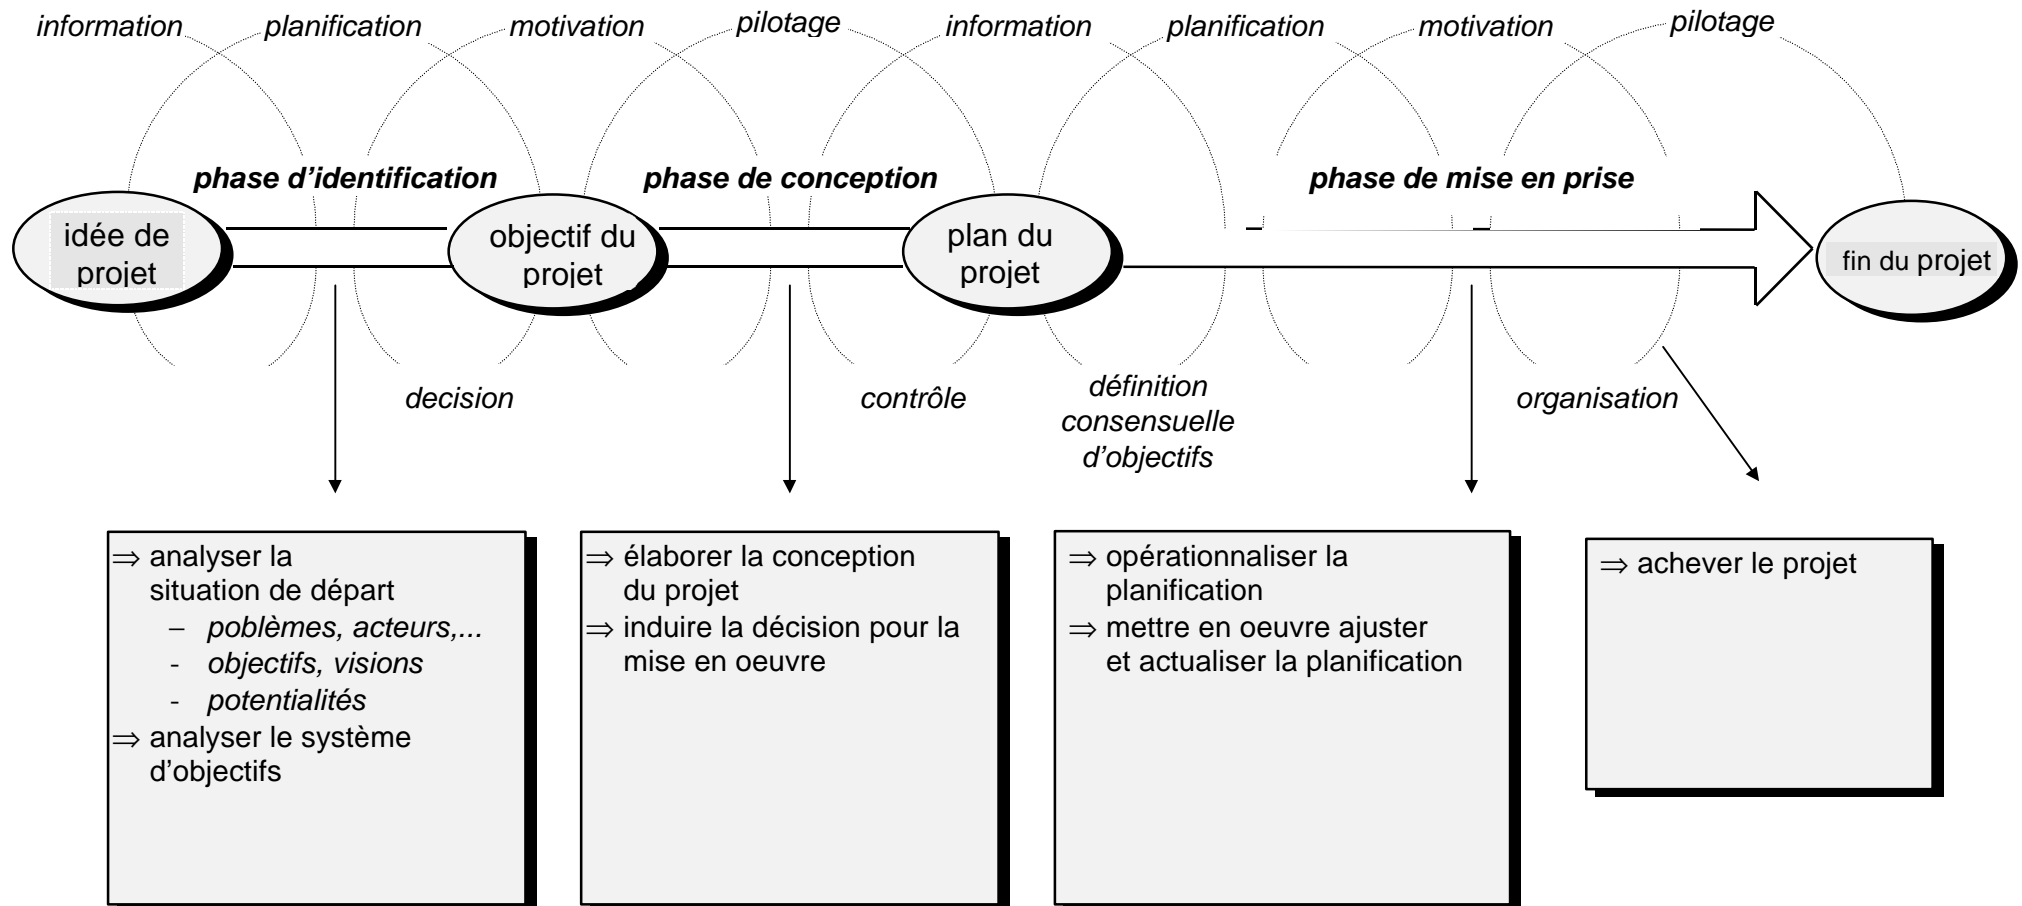 information
planification
motivation
pilotage
information
planification
motivation
pilotage
phase d’identification
phase de conception
phase de mise en prise
idée de
projet
objectif du
projet
plan du
projet
fin du projet
decision
contrôle
définition
consensuelle
d’objectifs
organisation
⇒ analyser la
situation de départ
– poblèmes, acteurs,...
- objectifs, visions
- potentialités
⇒ analyser le système
d’objectifs
⇒ élaborer la conception
du projet
⇒ induire la décision pour la
mise en oeuvre
⇒ opérationnaliser la
planification
⇒ mettre en oeuvre ajuster
et actualiser la planification
⇒ achever le projet